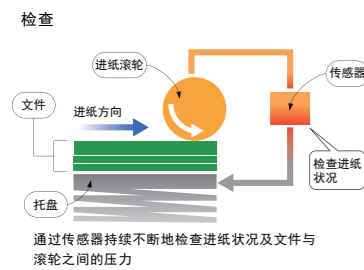 检查
进纸滚轮
传感器
文件
进纸方向
检查进纸
状况
托盘
通过传感器持续不断地检查进纸状况及文件与
滚轮之间的压力